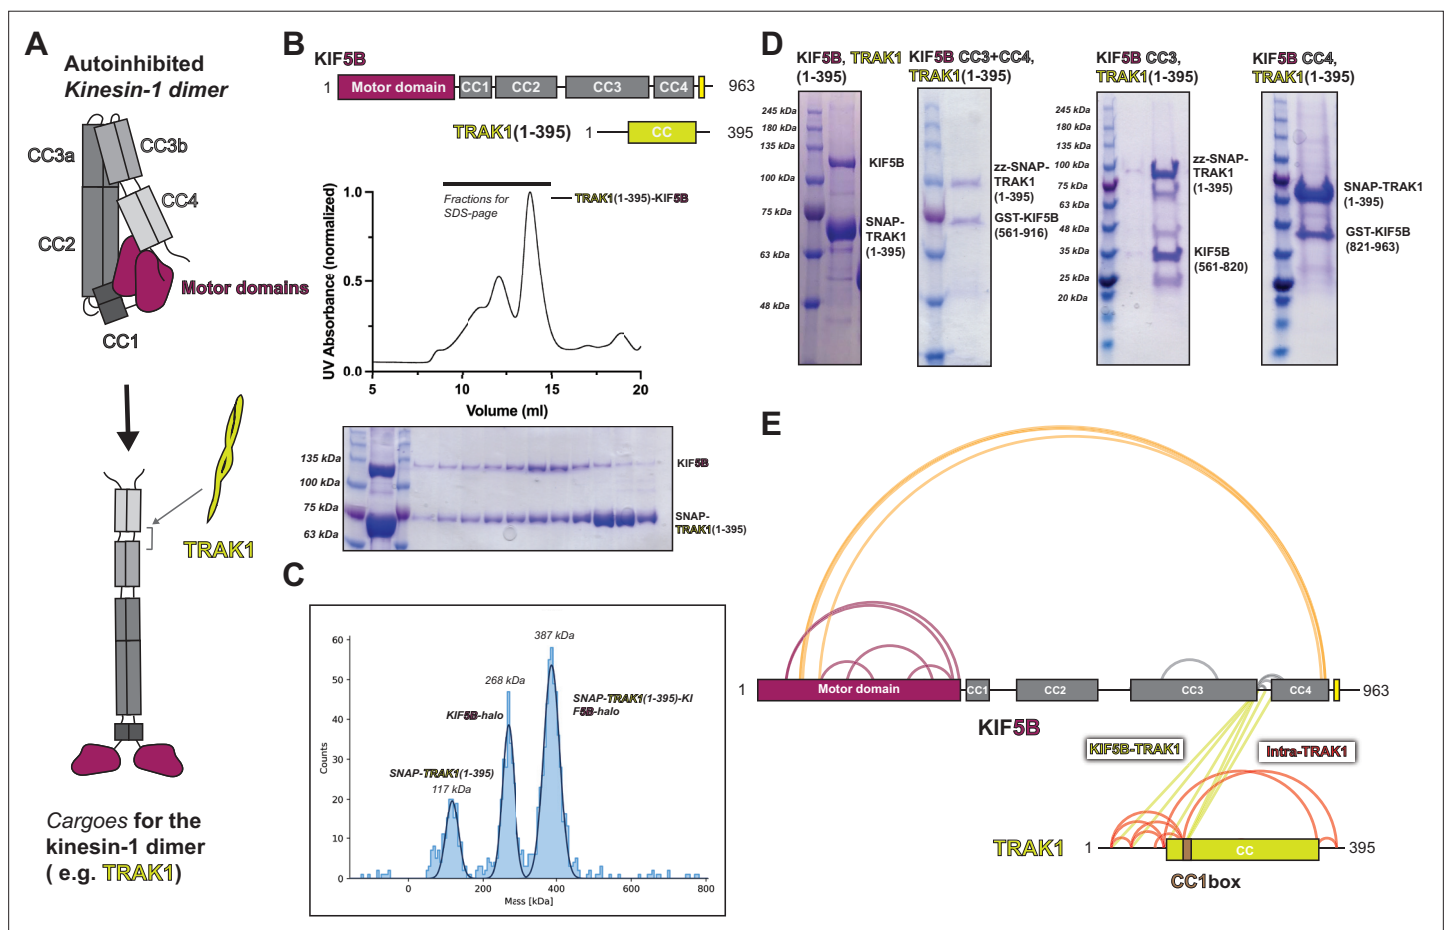 A
Autoinhibited
Kinesin-1 dimer
CC3a
CC3b
CC4
CC2
Motor domains
CC1
TRAK1
Cargoes for the
kinesin-1 dimer
( e.g. TRAK1)
B
KIF5B
1
Motor domain
CC1
CC2
CC3
CC4
963
TRAK1(1-395)
1
CC
395
UV Absorbance (normalized)
1.0
0.5
0.0
Fractions for
SDS-page
TRAK1(1-395)-KIF5B
5
10
15
20
Volume (ml)
135 kDa
100 kDa
75 kDa
63 kDa
KIF5B
SNAP-
TRAK1(1-395)
C
Counts
60
50
40
30
20
10
0
387 kDa
268 kDa
SNAP-TRAK1(1-395)-KI
F5B-halo
KIF5B-halo
SNAP-TRAK1(1-395)
117 kDa
0
200
400
600
800
Mass [kDa]
D
KIF5B, TRAK1
(1-395)
245 kDa
180 kDa
135 kDa
100 kDa
75 kDa
63 kDa
48 kDa
KIF5B
SNAP-
TRAK1
(1-395)
KIF5B CC3+CC4,
TRAK1(1-395)
zz-SNAP-
TRAK1
(1-395)
GST-KIF5B
(561-916)
KIF5B CC3,
TRAK1(1-395)
245 kDa
180 kDa
135 kDa
100 kDa
75 kDa
63 kDa
48 kDa
35 kDa
25 kDa
20 kDa
zz-SNAP-
TRAK1
(1-395)
KIF5B
(561-820)
KIF5B CC4,
TRAK1(1-395)
SNAP-TRAK1
(1-395)
GST-KIF5B
(821-963)
E
1
Motor domain
CC1
CC2
CC3
CC4
963
KIF5B
KIF5B-TRAK1
Intra-TRAK1
TRAK1
1
CC
395
CC1box